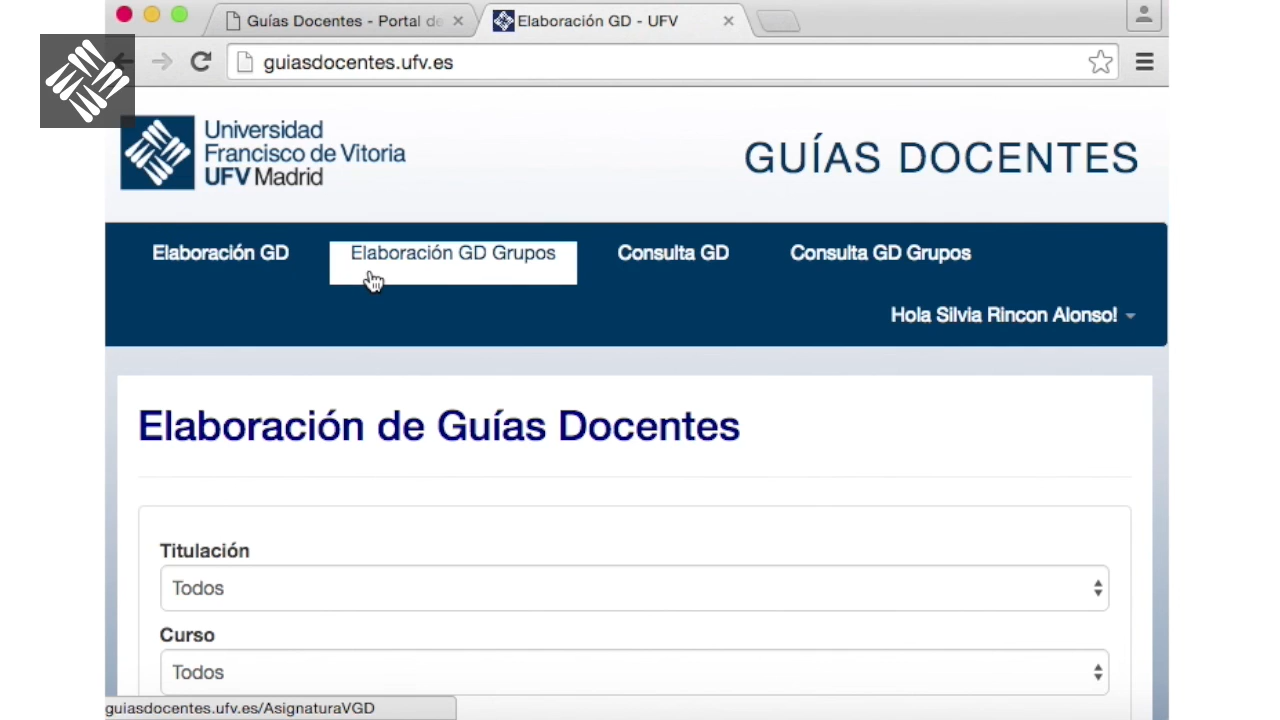 Guías Docentes - Portal de
Elaboración GD - UFV
guiasdocentes.ufv.es
Universidad
Francisco de Vitoria
UFV Madrid
GUÍAS DOCENTES
Elaboración GD
Elaboración GD Grupos
Consulta GD
Consulta GD Grupos
Hola Silvia Rincon Alonso!
Elaboración de Guías Docentes
Titulación
Todos
Curso
Todos
guiasdocentes.ufv.es/AsignaturaVGD